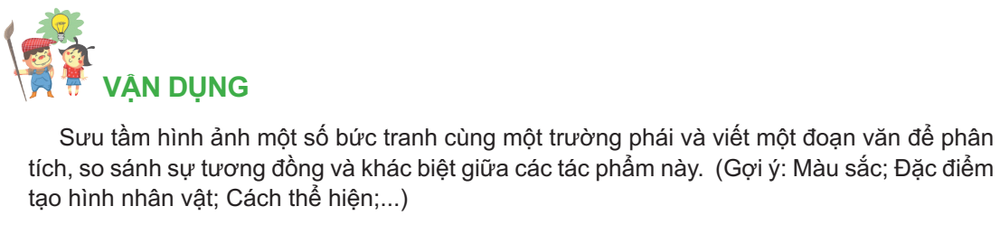 VẬN DỤNG
Sưu tầm hình ảnh một số bức tranh cùng một trường phái và viết một đoạn văn để phân
tích, so sánh sự tương đồng và khác biệt giữa các tác phẩm này. (Gợi ý: Màu sắc; Đặc điểm
tạo hình nhân vật; Cách thể hiện;...)